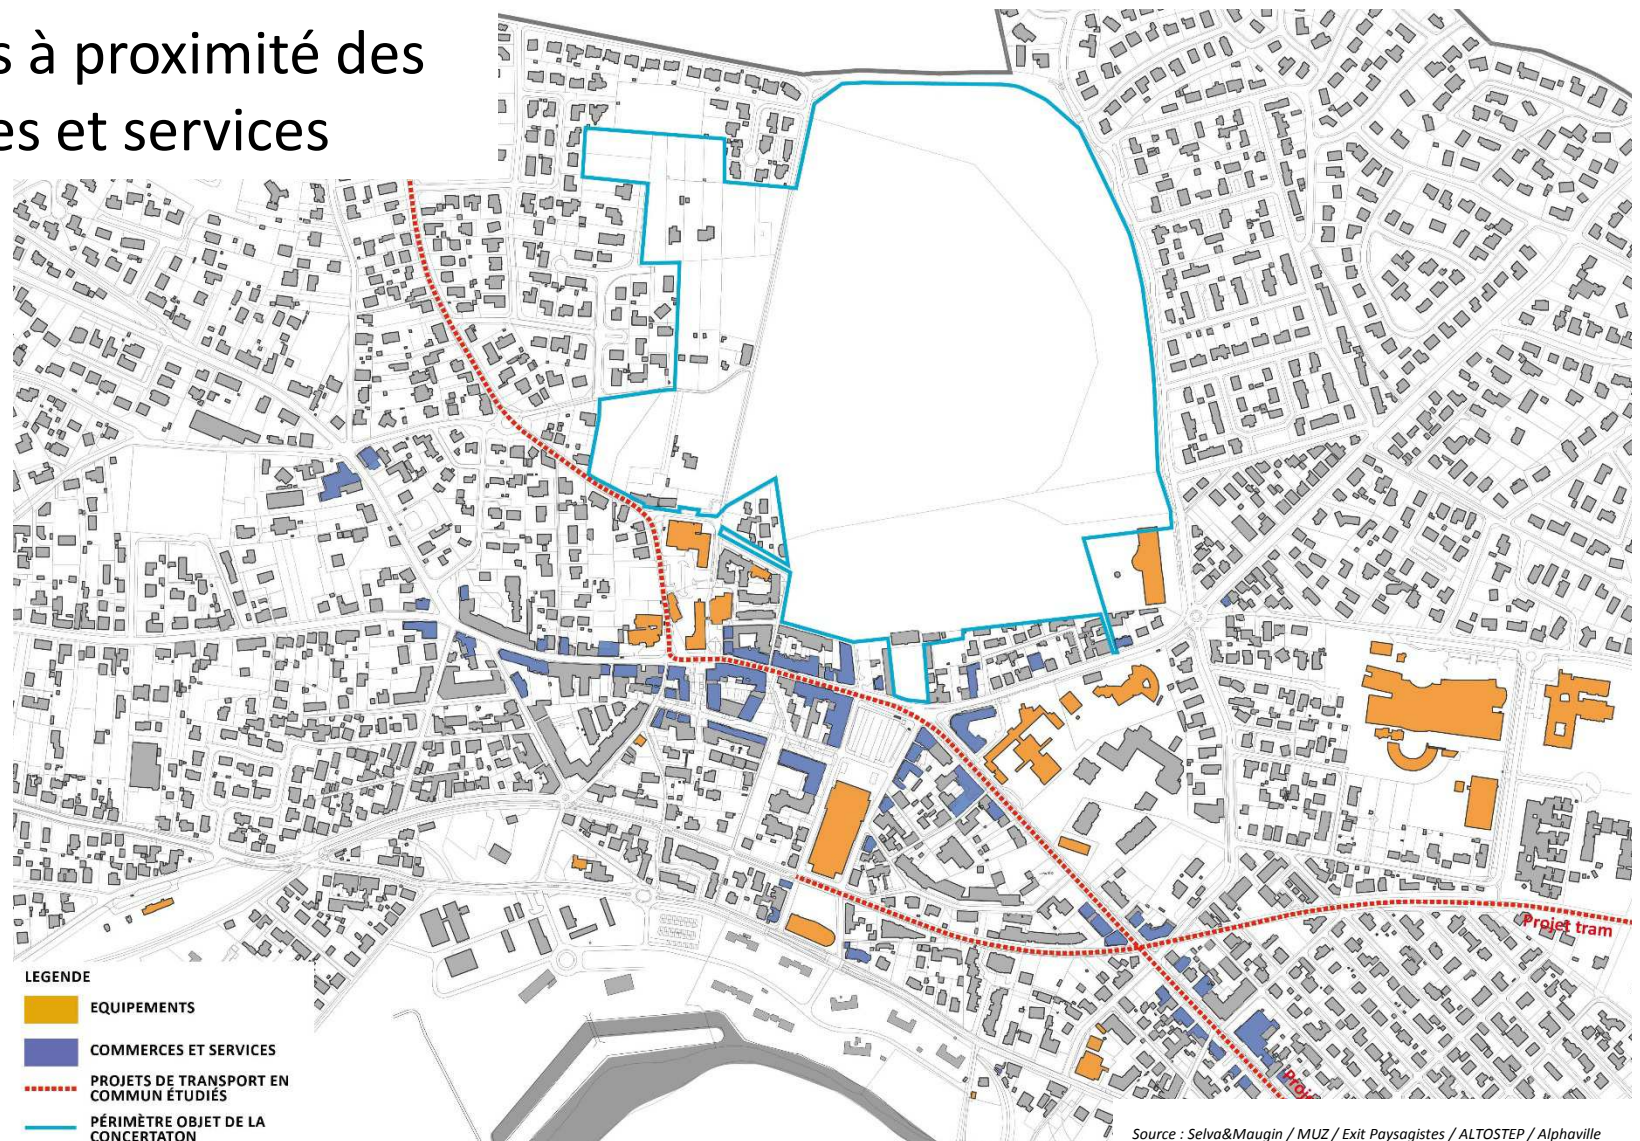 s à proximité des
es et services
Projet tram
LEGENDE
EQUIPEMENTS
COMMERCES ET SERVICES
PROJETS DE TRANSPORT EN
COMMUN ÉTUDIÉS
PÉRIMÈTRE OBJET DE LA
CONCERTATON
Proje
Source : Selva&Maugin / MUZ / Exit Paysagistes / ALTOSTEP / Alphaville